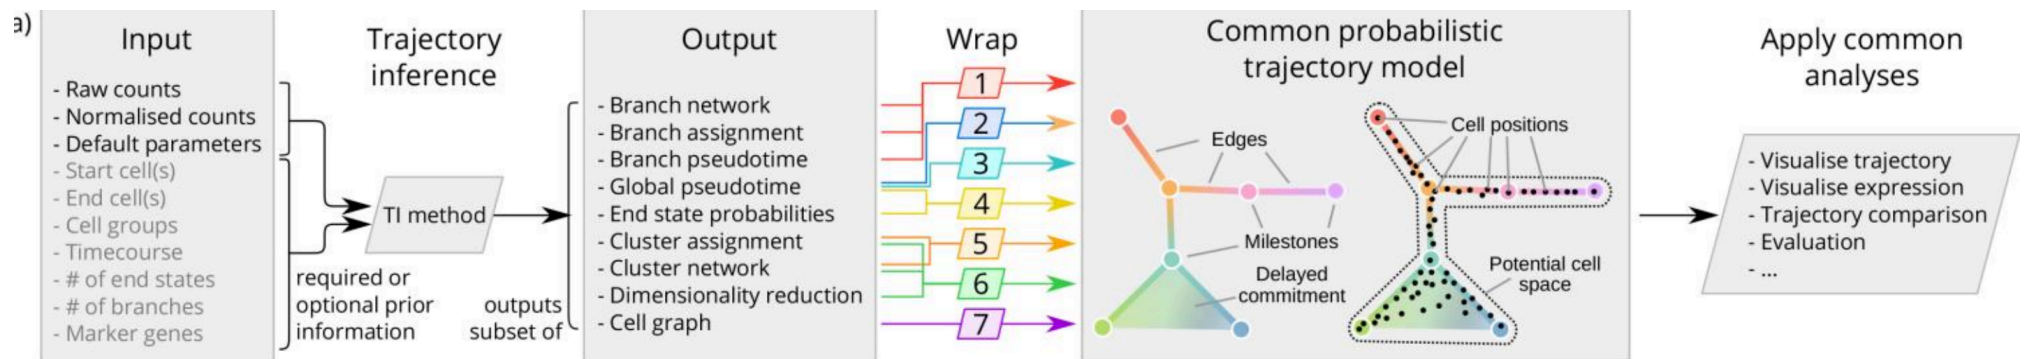 a)
Input
- Raw counts
- Normalised counts
- Default parameters
- Start cell(s)
- End cell(s)
- Cell groups
- Timecourse
- # of end states
- # of branches
- Marker genes
Trajectory
inference
required or
optional prior
information
TI method
outputs
subset of
Output
- Branch network
- Branch assignment
- Branch pseudotime
- Global pseudotime
- End state probabilities
- Cluster assignment
- Cluster network
- Dimensionality reduction
- Cell graph
Wrap
1
2
3
4
5
6
7
Common probabilistic
trajectory model
Edges
Milestones
Delayed
commitment
Cell positions
Potential cell
space
Apply common
analyses
- Visualise trajectory
- Visualise expression
- Trajectory comparison
- Evaluation
- ...